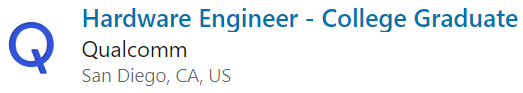 Hardware Engineer - College Graduate
Qualcomm
San Diego, CA, US